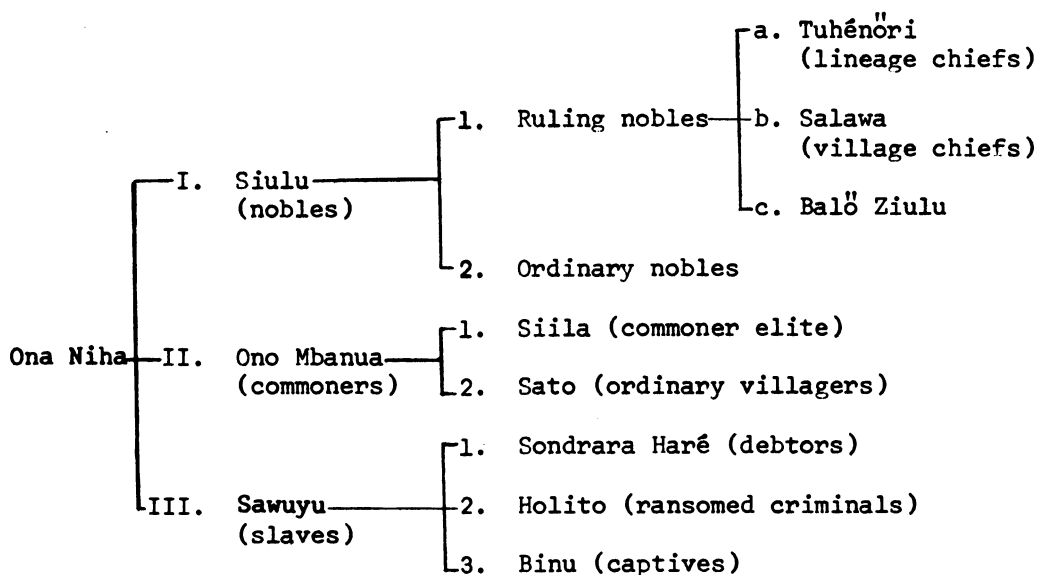 a. Tuhénöri
(lineage chiefs)
1. Ruling nobles
b. Salawa
(village chiefs)
I. Siulu
(nobles)
c. Balö Ziulu
2. Ordinary nobles
1. Siila (commoner elite)
Ona Niha
II. Ono Mbanua
(commoners)
2. Sato (ordinary villagers)
1. Sondrara Haré (debtors)
III. Sawuyu
(slaves)
2. Holito (ransomed criminals)
3. Binu (captives)